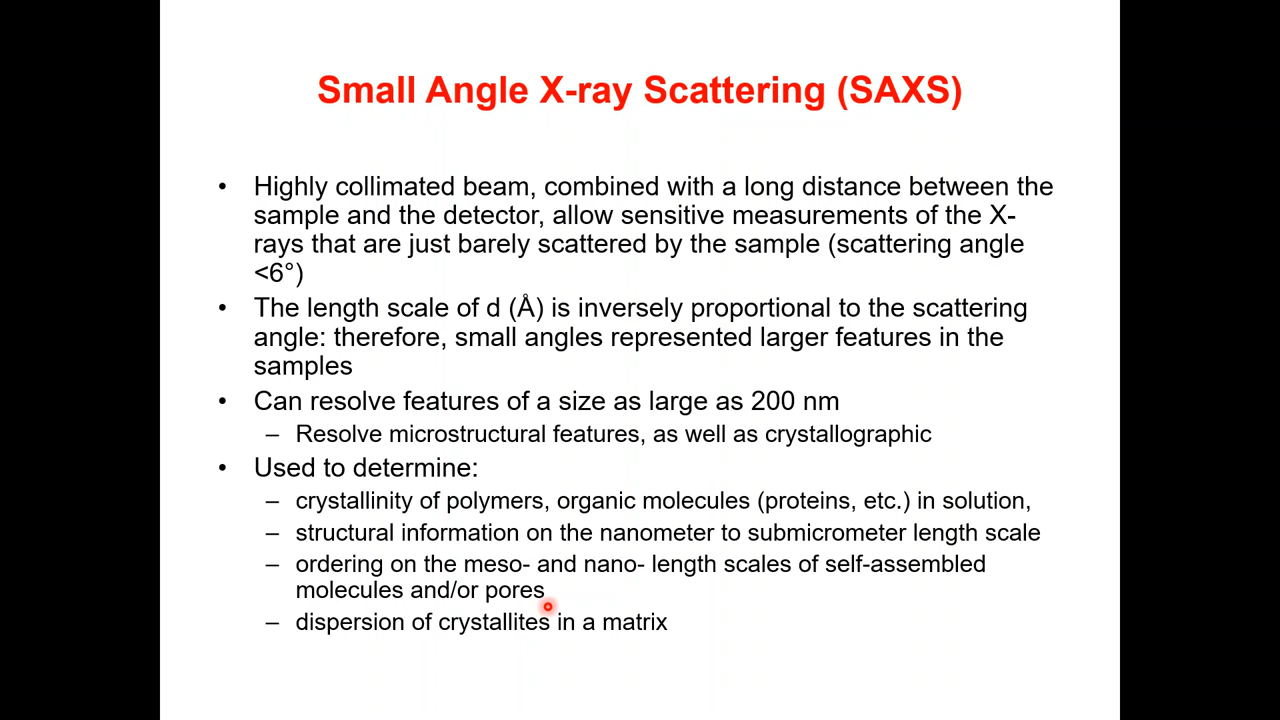 Small Angle X-ray Scattering (SAXS)
• Highly collimated beam, combined with a long distance between the
sample and the detector, allow sensitive measurements of the X-
rays that are just barely scattered by the sample (scattering angle
<6°)
• The length scale of d (Å) is inversely proportional to the scattering
angle: therefore, small angles represented larger features in the
samples
• Can resolve features of a size as large as 200 nm
– Resolve microstructural features, as well as crystallographic
• Used to determine:
– crystallinity of polymers, organic molecules (proteins, etc.) in solution,
– structural information on the nanometer to submicrometer length scale
– ordering on the meso- and nano- length scales of self-assembled
molecules and/or pores
– dispersion of crystallites in a matrix